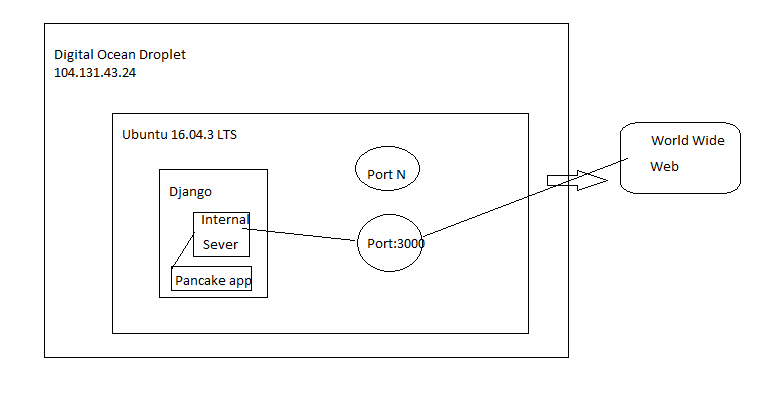 Digital Ocean Droplet
104.131.43.24
Ubuntu 16.04.3 LTS
Django
Internal
Sever
Pancake app
Port N
Port:3000
World Wide
Web